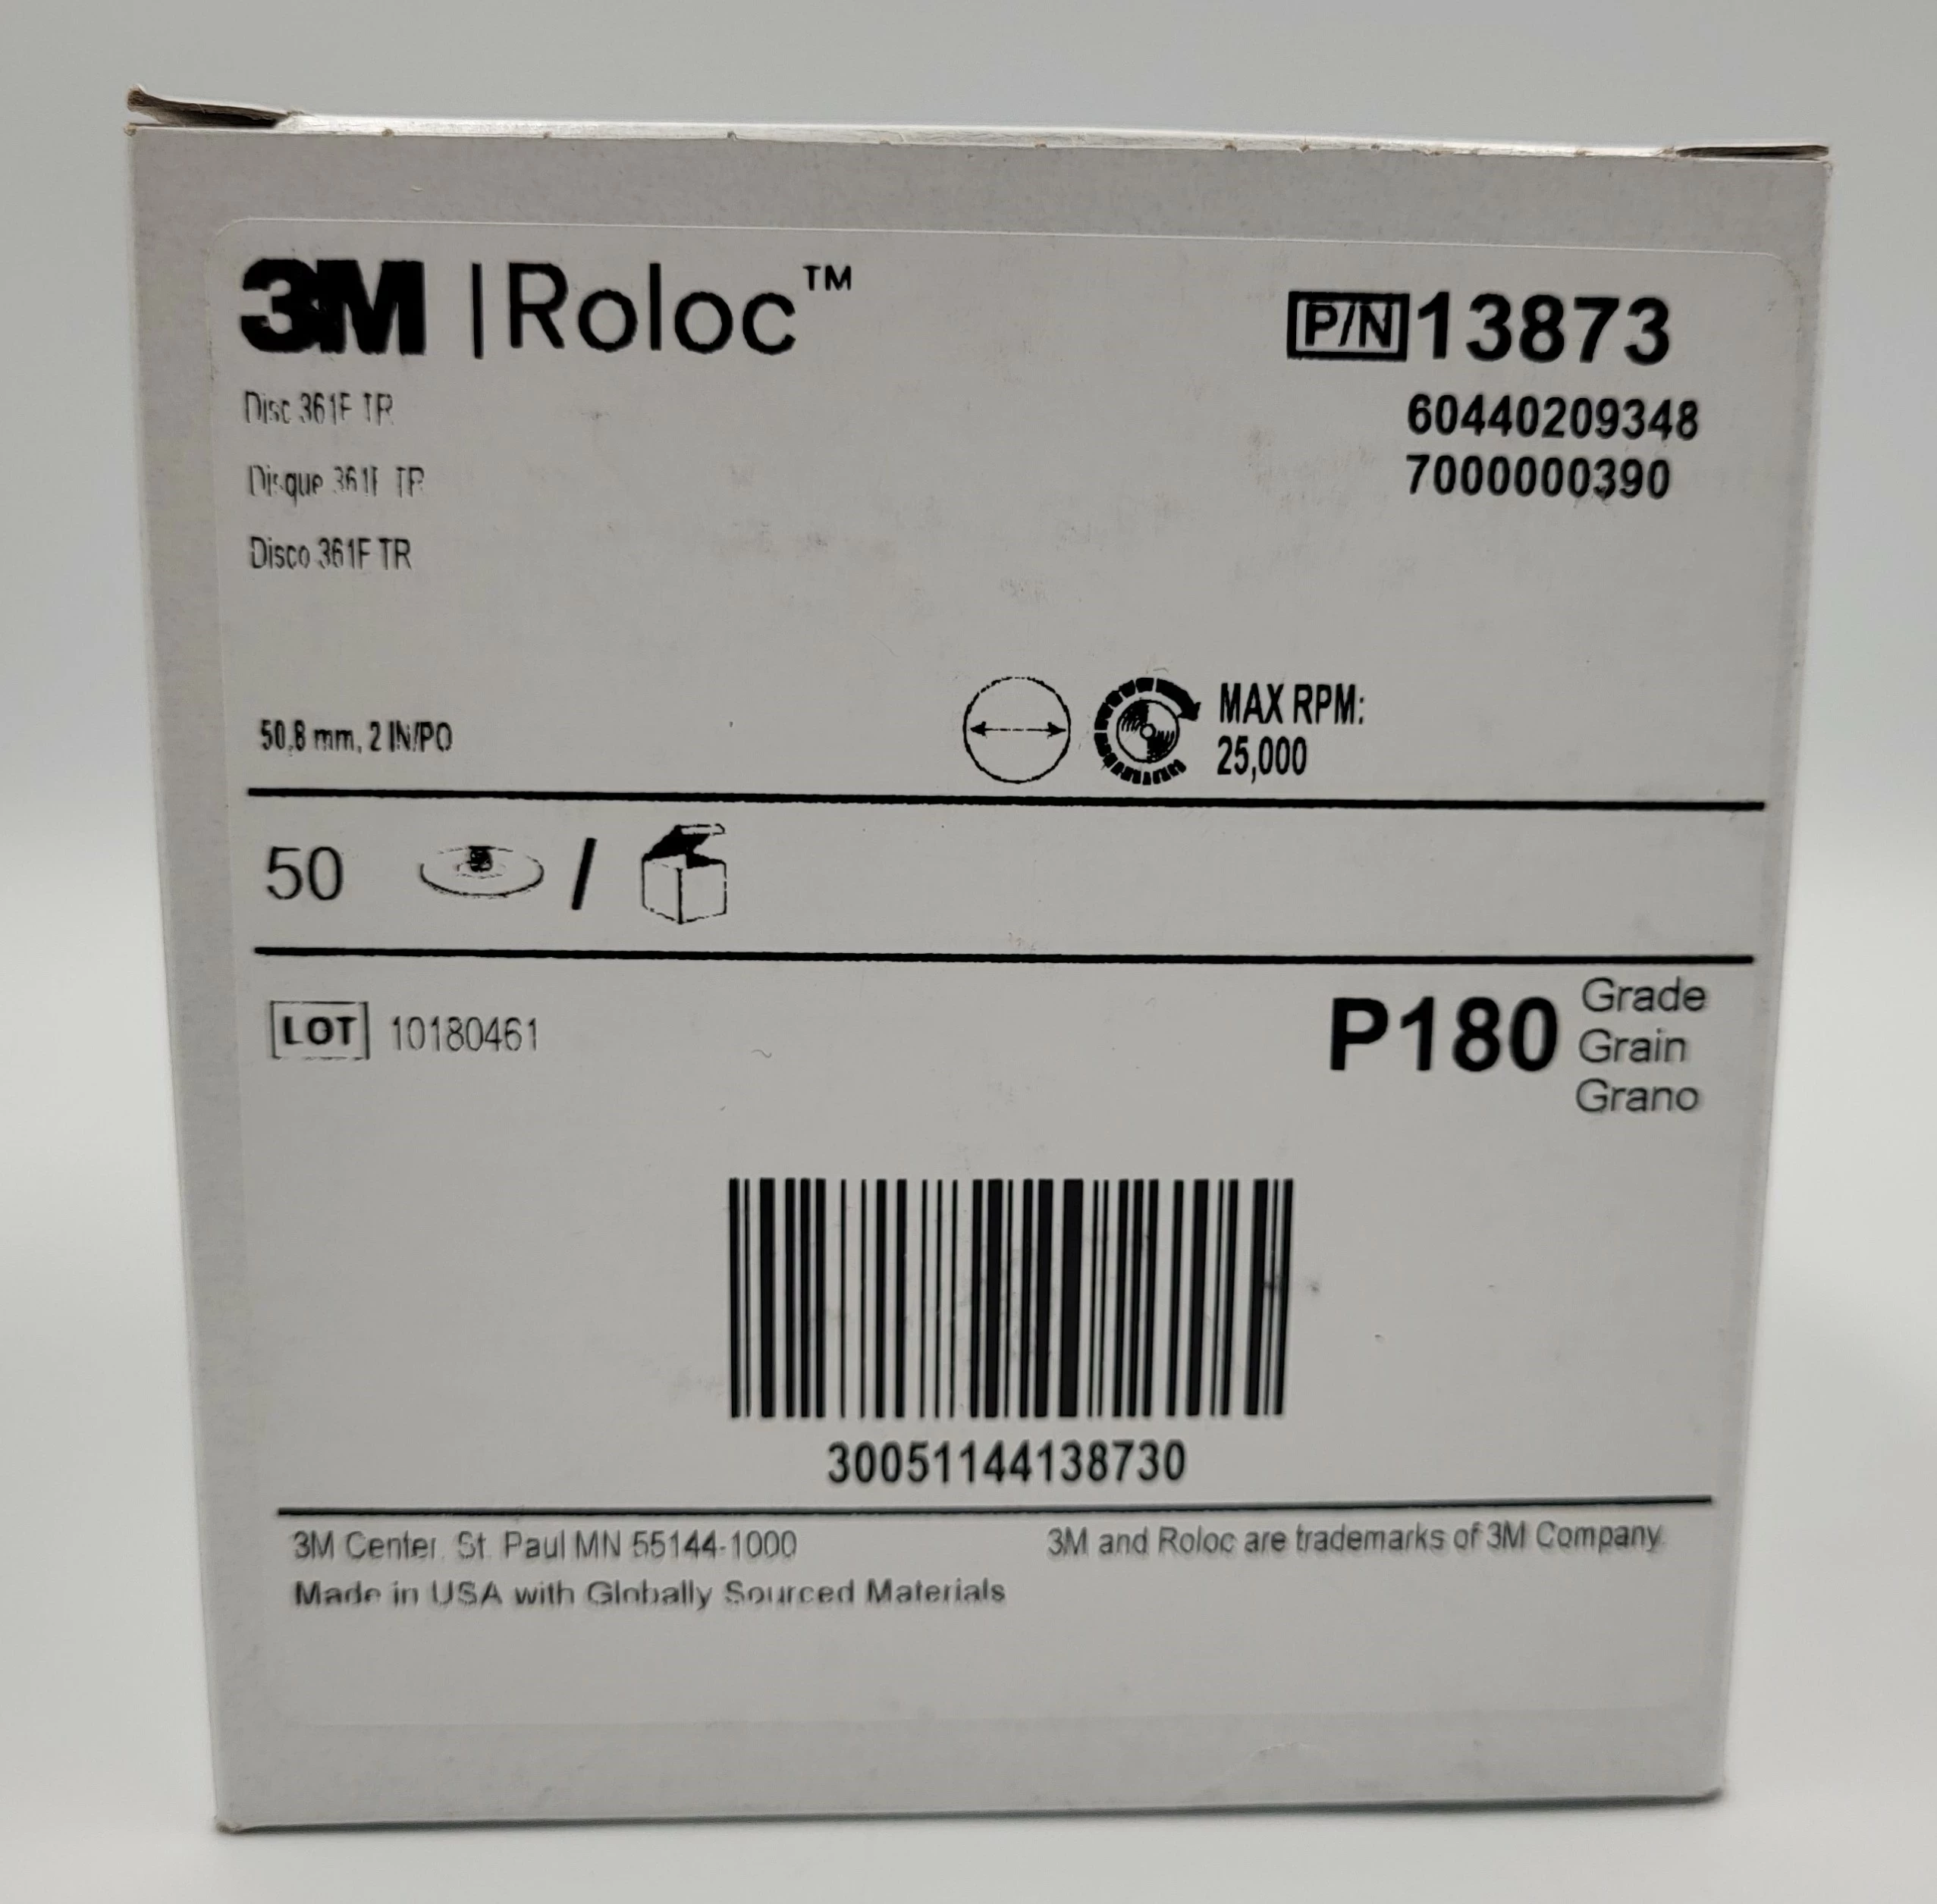 3M | Roloc™
P/N 13873
60440209348
7000000390
Disc 361F TR
Disque 361F TR
Disco 361F TR
50,8 mm, 2 IN/PO
MAX RPM:
25,000
50 /
LOT 10180461
P180
Grade
Grain
Grano
30051144138730
3M Center, St. Paul MN 55144-1000
3M and Roloc are trademarks of 3M Company.
Made in USA with Globally Sourced Materials